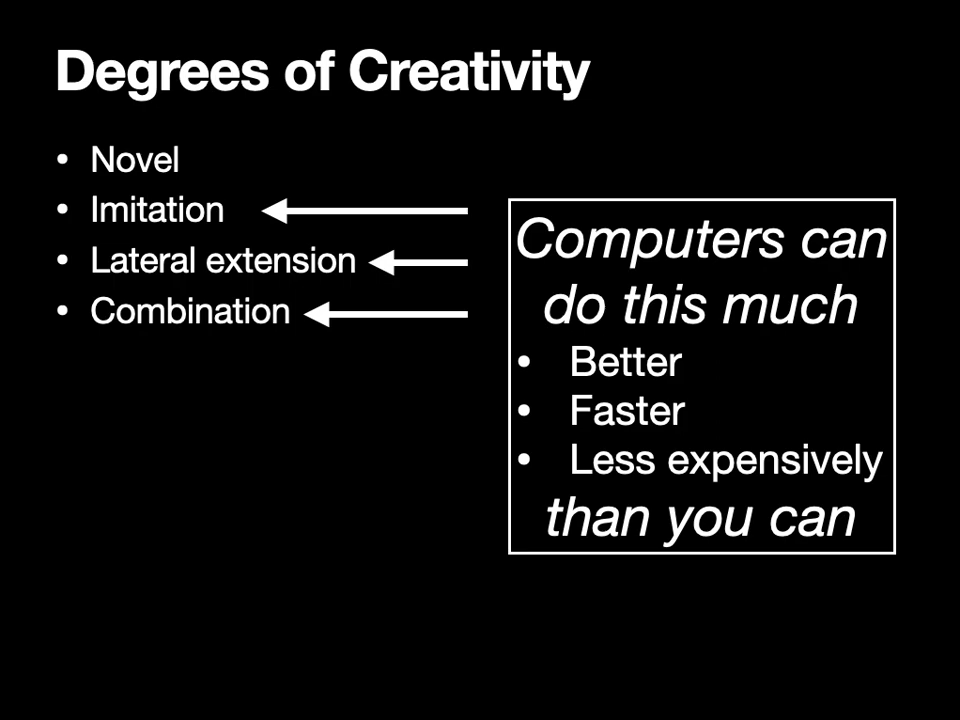 Degrees of Creativity
• Novel
• Imitation
• Lateral extension
• Combination
Computers can
do this much
• Better
• Faster
• Less expensively
than you can